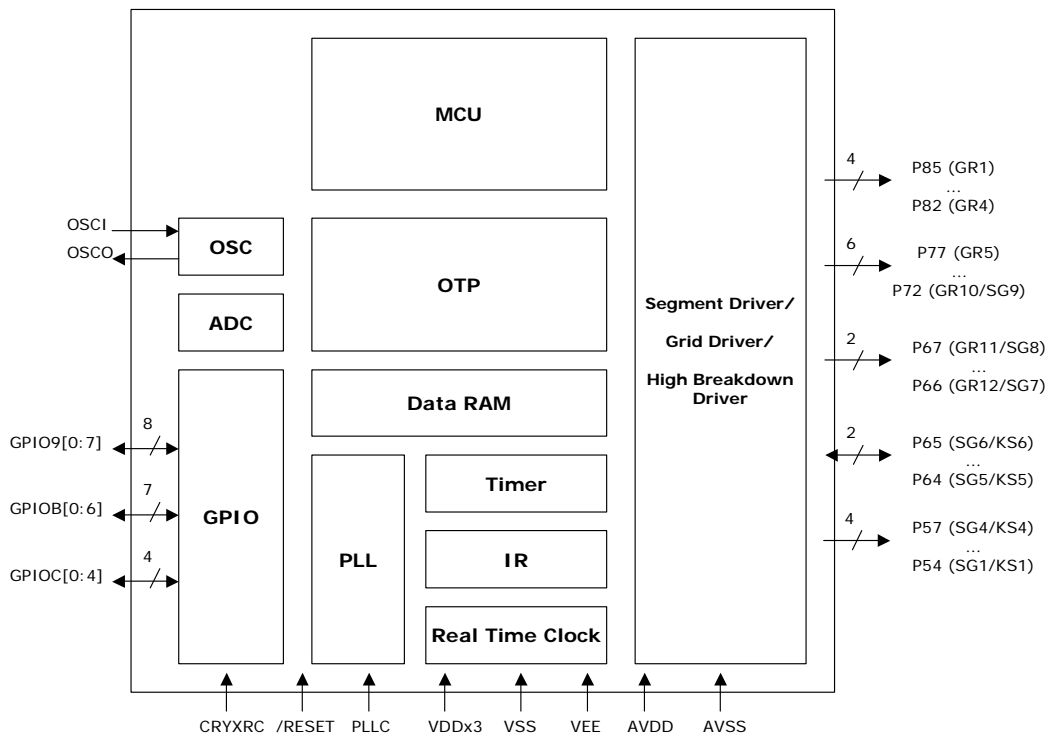 MCU
4
P85 (GR1)
...
P82 (GR4)
OSCI
OSCO
OSC
OTP
6
P77 (GR5)
...
P72 (GR10/SG9)
ADC
Segment Driver/
Grid Driver/
High Breakdown
Driver
2
P67 (GR11/SG8)
...
P66 (GR12/SG7)
Data RAM
GPIO9[0:7]
8
2
P65 (SG6/KS6)
...
P64 (SG5/KS5)
Timer
GPIOB[0:6]
7
GPIO
4
P57 (SG4/KS4)
...
P54 (SG1/KS1)
PLL
IR
GPIOC[0:4]
4
Real Time Clock
CRYXRC
/RESET
PLLC
VDDx3
VSS
VEE
AVDD
AVSS